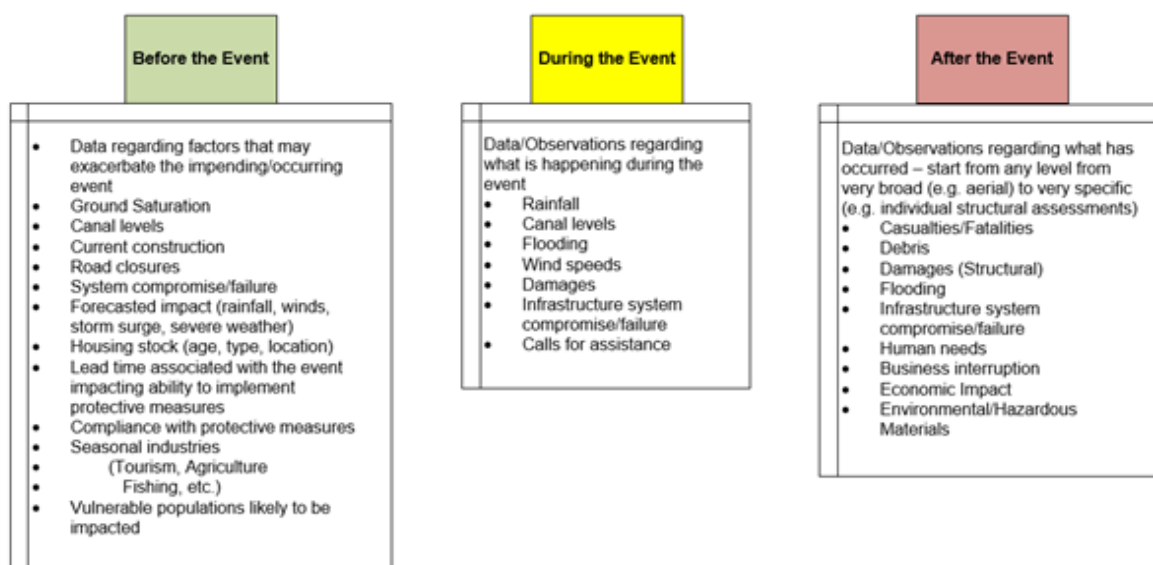 Before the Event
• Data regarding factors that may
exacerbate the impending/occurring
event
• Ground Saturation
• Canal levels
• Current construction
• Road closures
• System compromise/failure
• Forecasted impact (rainfall, winds,
storm surge, severe weather)
• Housing stock (age, type, location)
• Lead time associated with the event
impacting ability to implement
protective measures
• Compliance with protective measures
• Seasonal industries
• (Tourism, Agriculture
• Fishing, etc.)
• Vulnerable populations likely to be
impacted
During the Event
Data/Observations regarding
what is happening during the
event
• Rainfall
• Canal levels
• Flooding
• Wind speeds
• Damages
• Infrastructure system
compromise/failure
• Calls for assistance
After the Event
Data/Observations regarding what has
occurred – start from any level from
very broad (e.g. aerial) to very specific
(e.g. individual structural assessments)
• Casualties/Fatalities
• Debris
• Damages (Structural)
• Flooding
• Infrastructure system
compromise/failure
• Human needs
• Business interruption
• Economic Impact
• Environmental/Hazardous
Materials